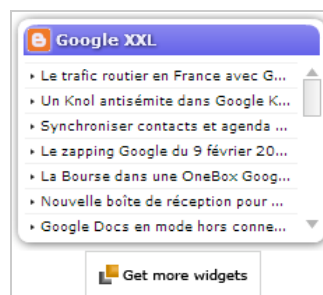 Google XXL
Le trafic routier en France avec G...
Un Knol antisémite dans Google K...
Synchroniser contacts et agenda ...
Le zapping Google du 9 février 20...
La Bourse dans une OneBox Goog...
Nouvelle boîte de réception pour ...
Google Docs en mode hors conne...
Get more widgets